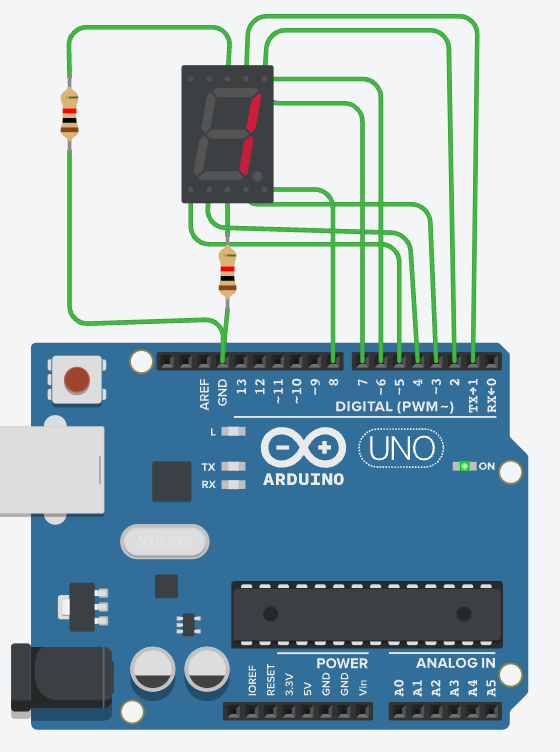 AREF
GND
13
12
~11
~10
~9
8
7
~6
~5
4
~3
2
TX→1
RX←0
DIGITAL (PWM~)
L
TX
RX
UNO
ARDUINO
ON
SPK16.000G
POWER
ANALOG IN
IOREF
RESET
3.3V
5V
GND
GND
Vin
A0
A1
A2
A3
A4
A5